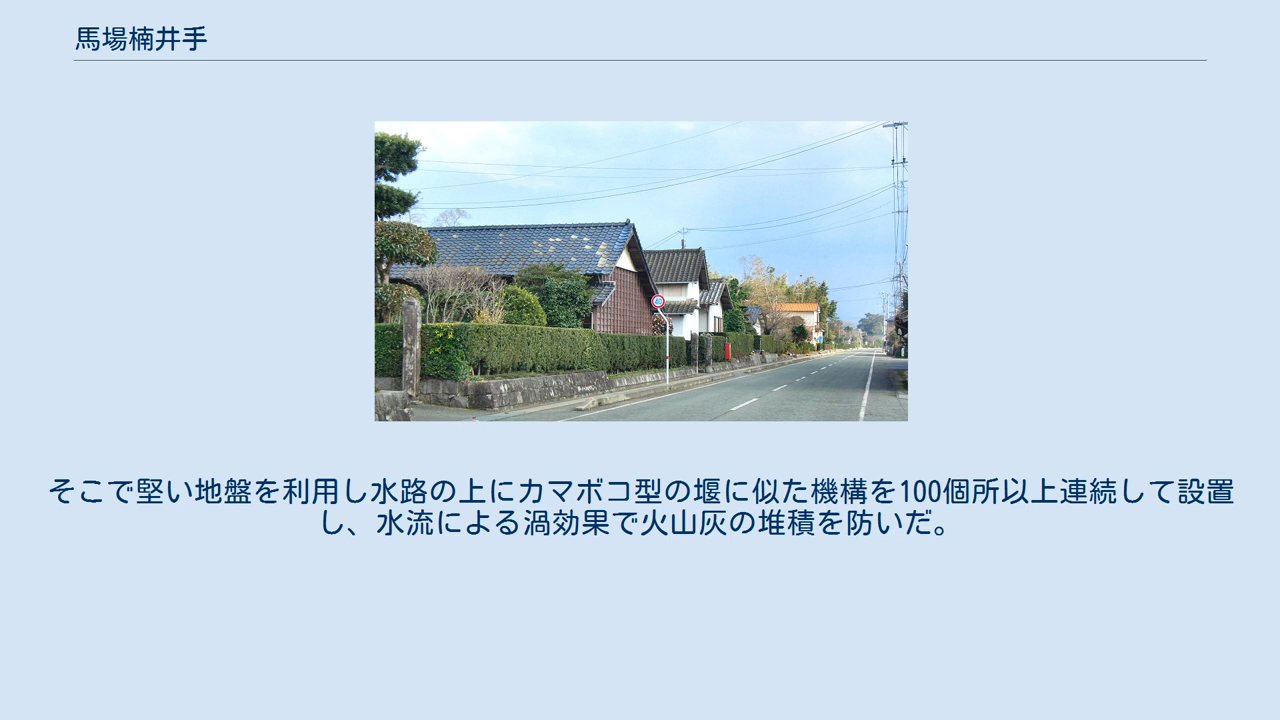 馬場楠井手
そこで堅い地盤を利用し水路の上にカマボコ型の堰に似た機構を100個所以上連続して設置
し、水流による渦効果で火山灰の堆積を防いだ。